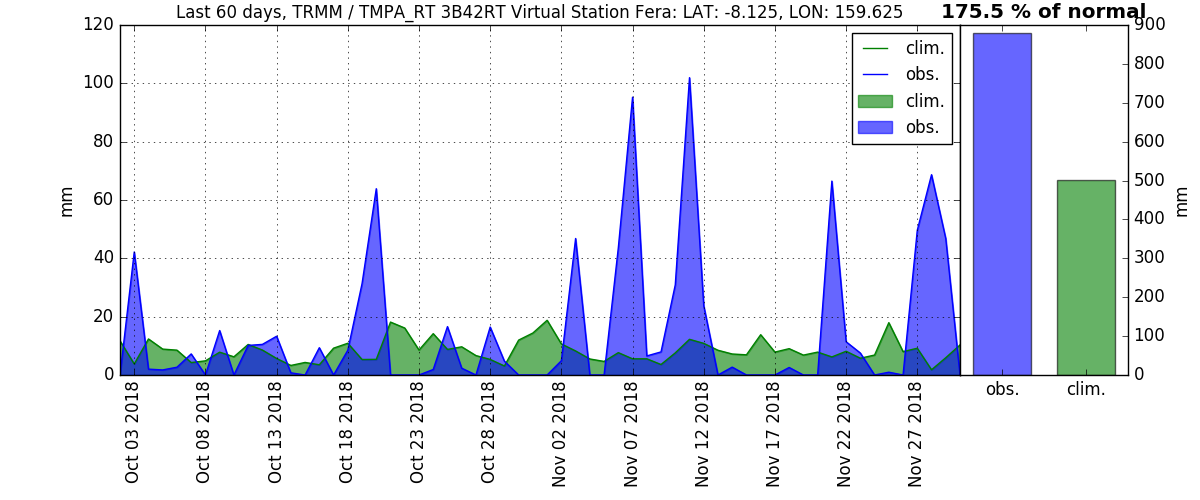 Last 60 days, TRMM / TMPA_RT 3B42RT Virtual Station Fera: LAT: -8.125, LON: 159.625
175.5 % of normal
120
100
80
60
40
20
0
mm
clim.
obs.
clim.
obs.
900
800
700
600
500
400
300
200
100
0
mm
Oct 03 2018
Oct 08 2018
Oct 13 2018
Oct 18 2018
Oct 23 2018
Oct 28 2018
Nov 02 2018
Nov 07 2018
Nov 12 2018
Nov 17 2018
Nov 22 2018
Nov 27 2018
obs.
clim.